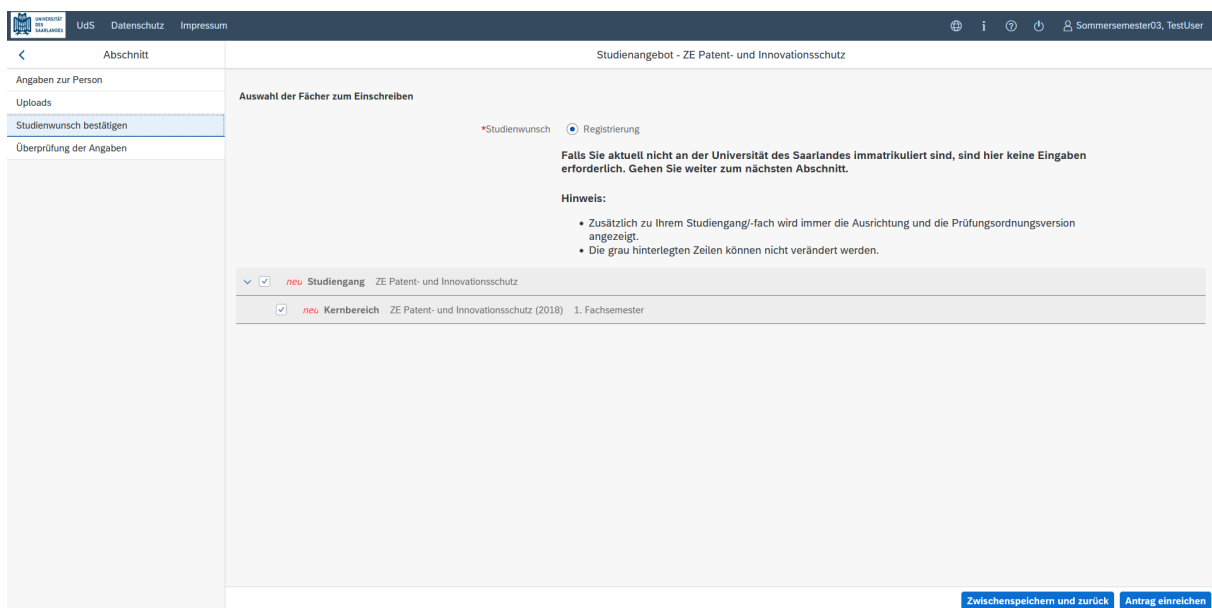 UNIVERSITÄT
DES
SAARLANDES
UdS Datenschutz Impressum
Sommersemester03, TestUser
Abschnitt
Studienangebot - ZE Patent- und Innovationsschutz
Angaben zur Person
Uploads
Studienwunsch bestätigen
Überprüfung der Angaben
Auswahl der Fächer zum Einschreiben
*Studienwunsch Registrierung
Falls Sie aktuell nicht an der Universität des Saarlandes immatrikuliert sind, sind hier keine Eingaben
erforderlich. Gehen Sie weiter zum nächsten Abschnitt.
Hinweis:
• Zusätzlich zu Ihrem Studiengang/-fach wird immer die Ausrichtung und die Prüfungsordnungsversion
angezeigt.
• Die grau hinterlegten Zeilen können nicht verändert werden.
neu Studiengang ZE Patent- und Innovationsschutz
neu Kernbereich ZE Patent- und Innovationsschutz (2018) 1. Fachsemester
Zwischenspeichern und zurück Antrag einreichen